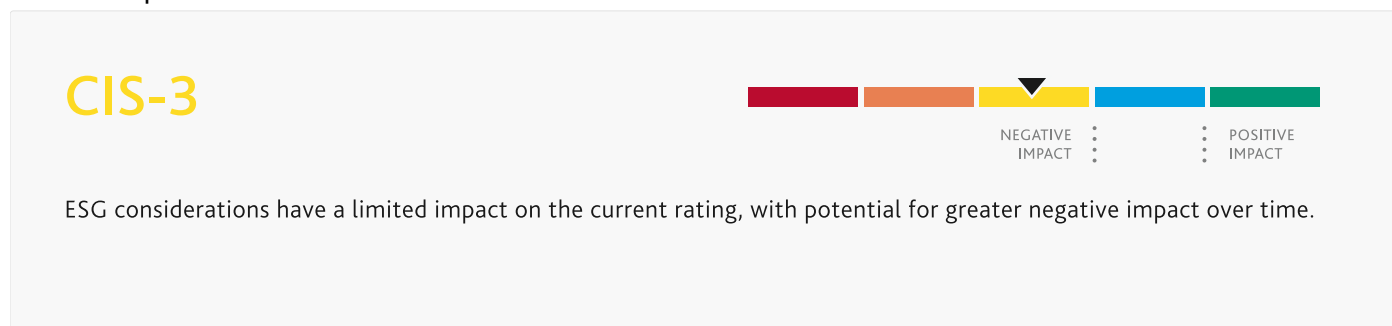 CIS-3
NEGATIVE
IMPACT
POSITIVE
IMPACT
ESG considerations have a limited impact on the current rating, with potential for greater negative impact over time.